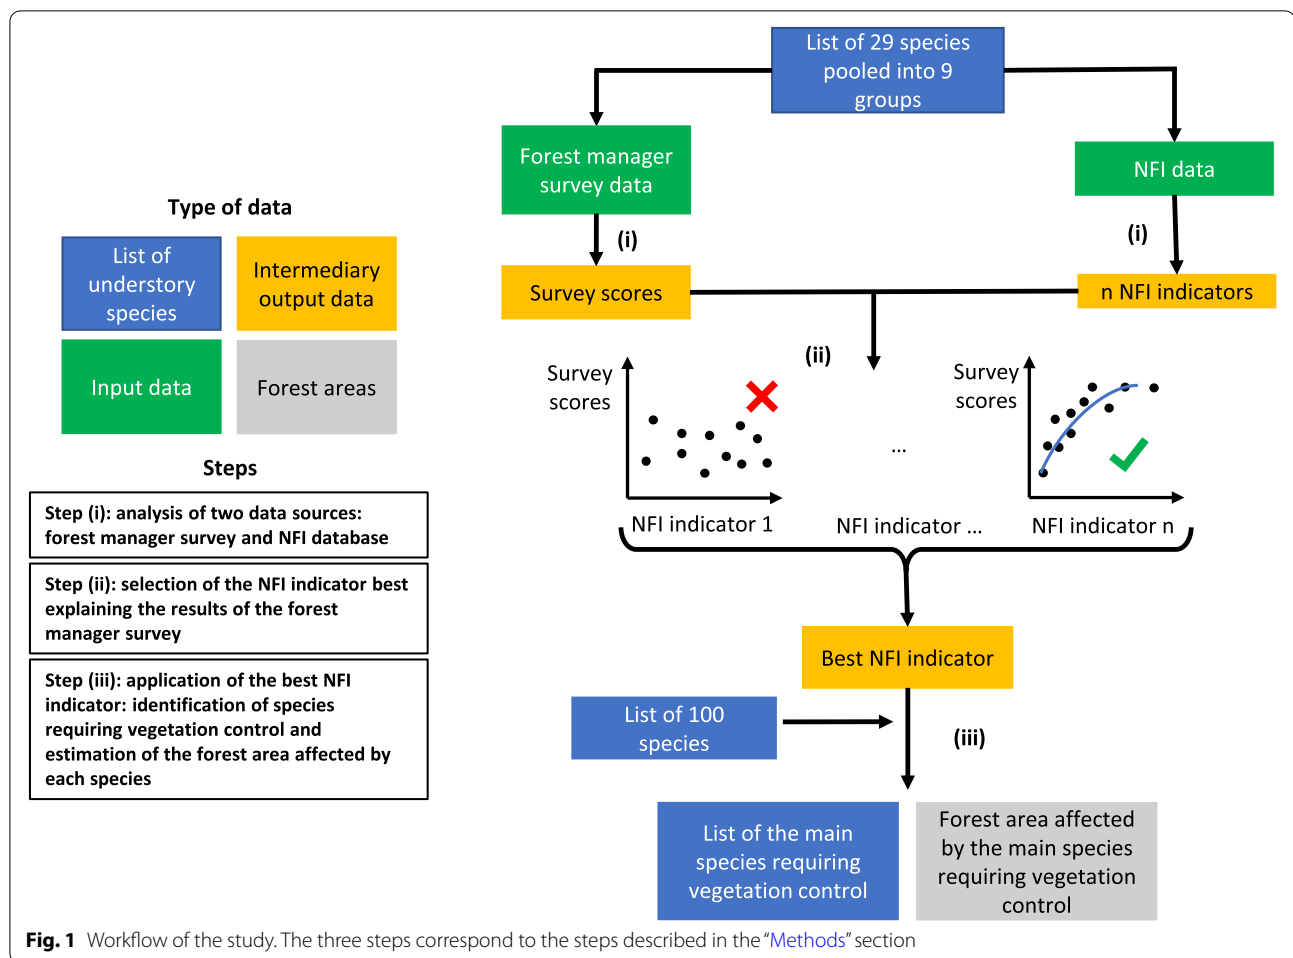 List of 29 species
pooled into 9
groups
Forest manager
survey data
NFI data
(i)
(i)
Survey scores
n NFI indicators
Type of data
List of
understory
species
Intermediary
output data
Input data
Forest areas
Steps
Step (i): analysis of two data sources:
forest manager survey and NFI database
Step (ii): selection of the NFI indicator best
explaining the results of the forest
manager survey
Step (iii): application of the best NFI
indicator: identification of species
requiring vegetation control and
estimation of the forest area affected by
each species
(ii)
Survey
scores
NFI indicator 1
...
NFI indicator ...
Survey
scores
NFI indicator n
Best NFI indicator
List of 100
species
(iii)
List of the main
species requiring
vegetation control
Forest area affected
by the main species
requiring vegetation
control
Fig. 1 Workflow of the study. The three steps correspond to the steps described in the “Methods” section